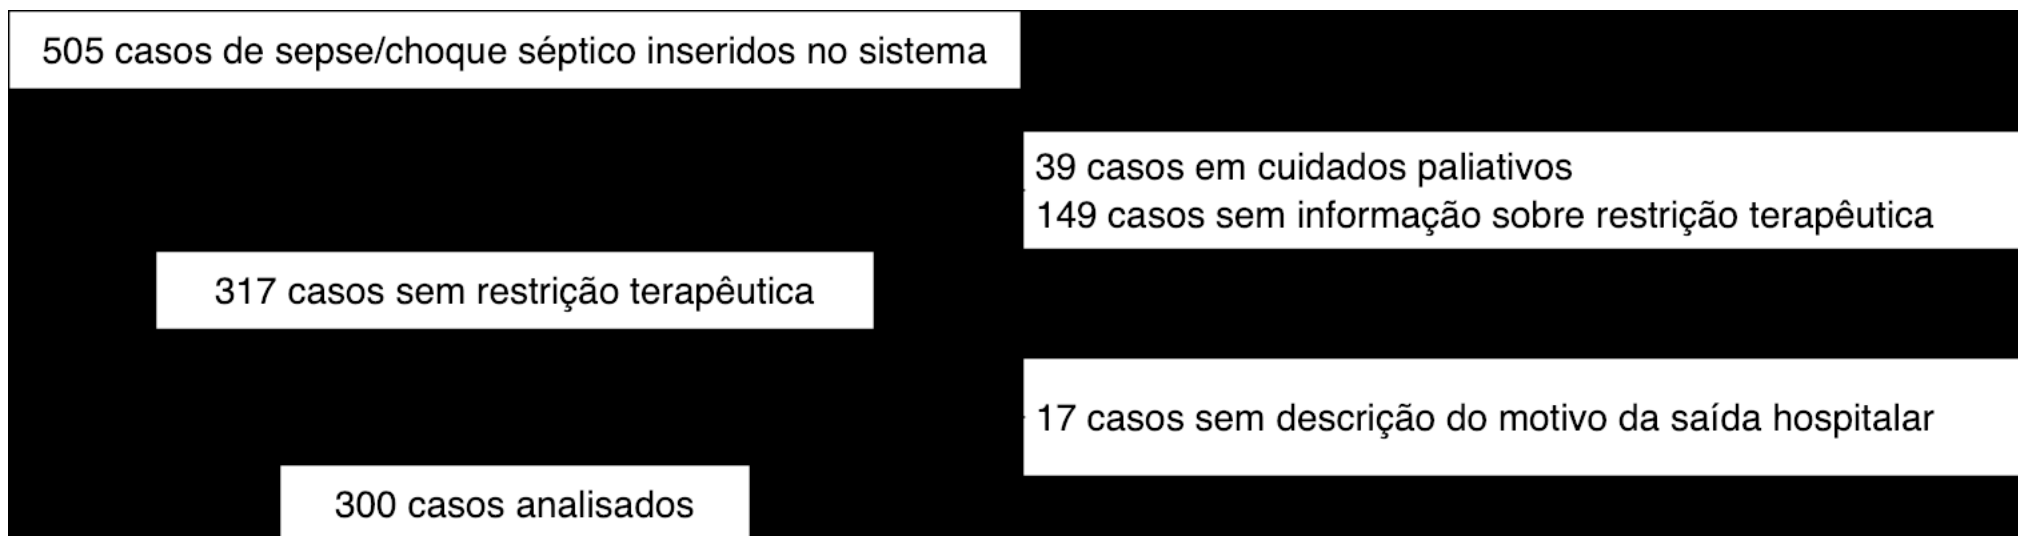 505 casos de sepse/choque séptico inseridos no sistema
39 casos em cuidados paliativos
149 casos sem informação sobre restrição terapêutica
317 casos sem restrição terapêutica
17 casos sem descrição do motivo da saída hospitalar
300 casos analisados